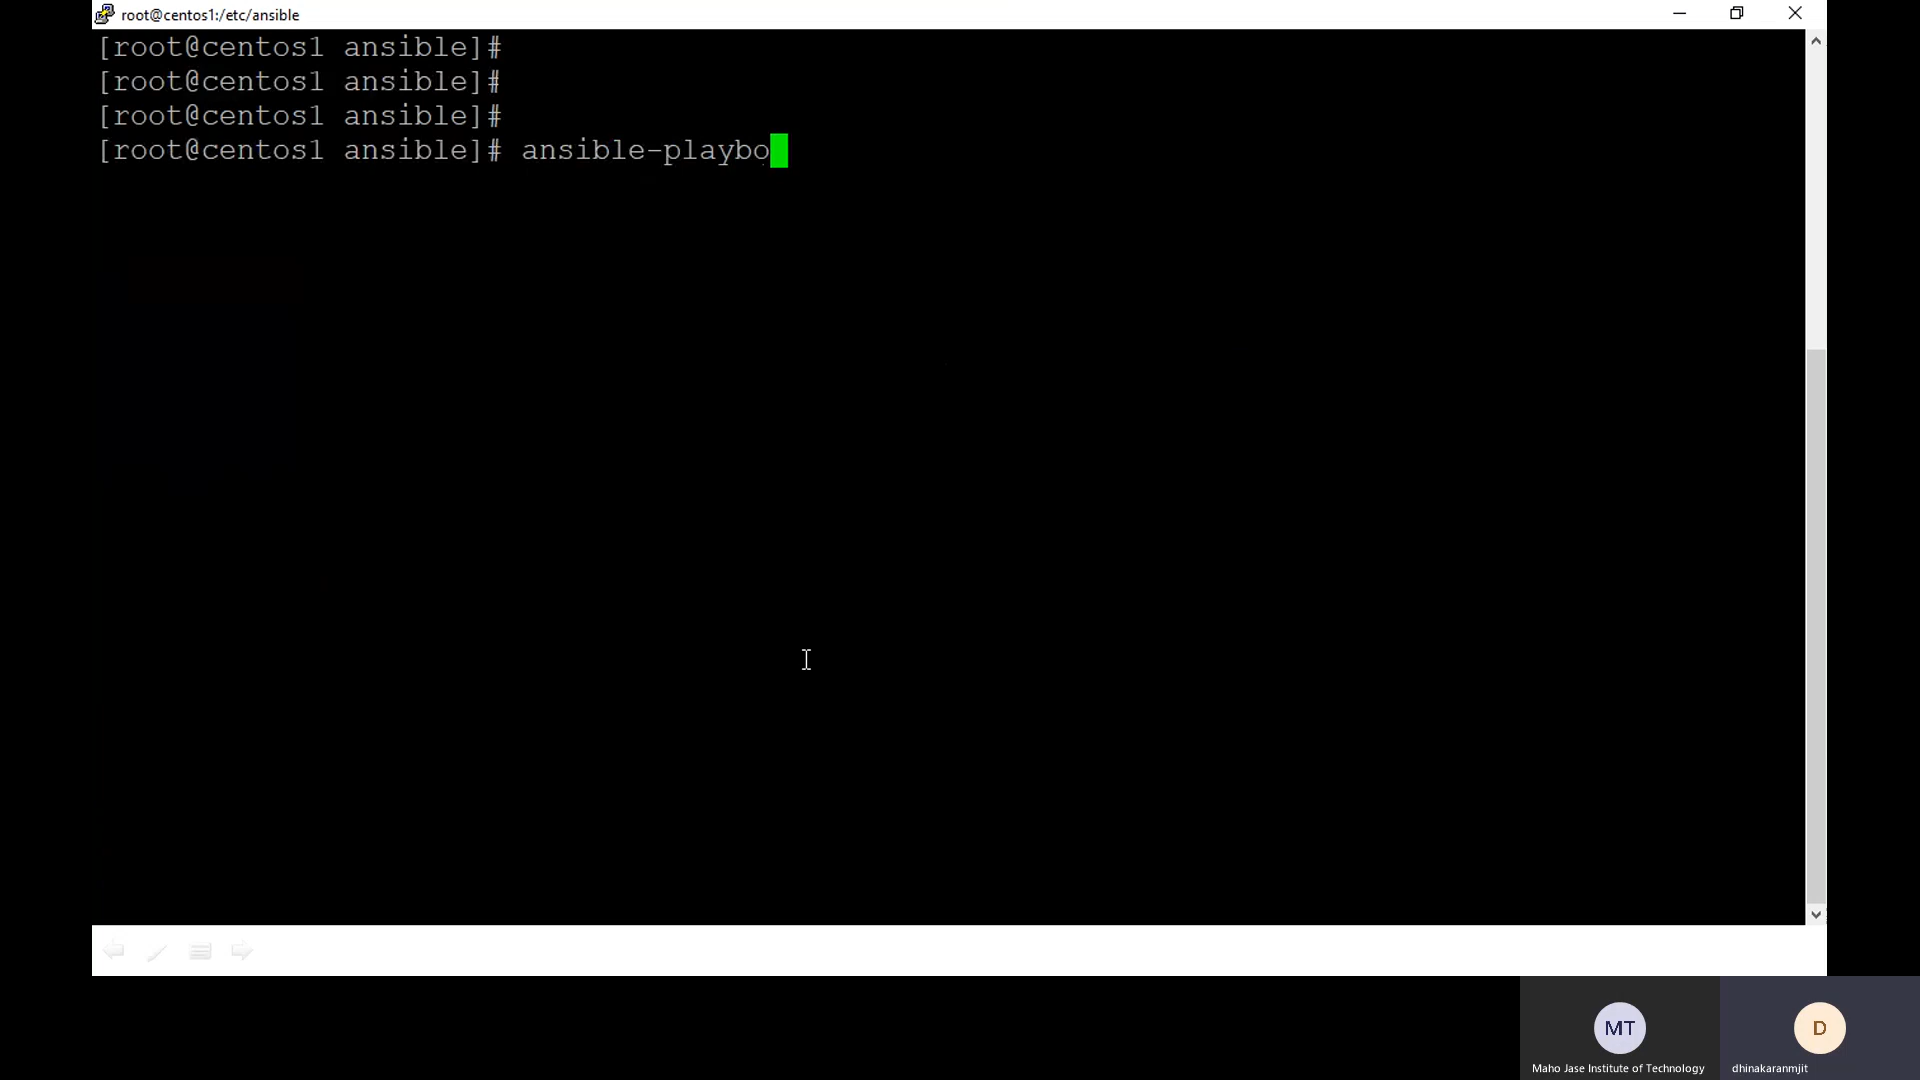 root@centos1:/etc/ansible
[root@centos1 ansible]#
[root@centos1 ansible]#
[root@centos1 ansible]#
[root@centos1 ansible]# ansible-playbo
MT
D
Maho Jase Institute of Technology
dhinakaranmjit